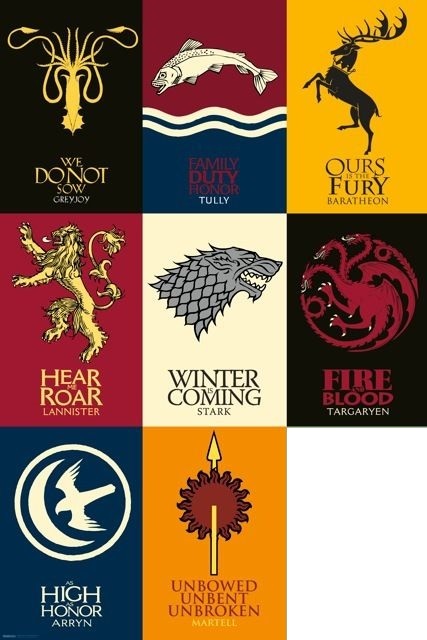 WE
DO NOT
SOW
GREYJOY
FAMILY
DUTY
HONOR
TULLY
OURS
IS THE
FURY
BARATHEON
HEAR
ME
ROAR
LANNISTER
WINTER
IS
COMING
STARK
FIRE
AND
BLOOD
TARGARYEN
AS
HIGH
AS
HONOR
ARRYN
UNBOWED
UNBENT
UNBROKEN
MARTELL